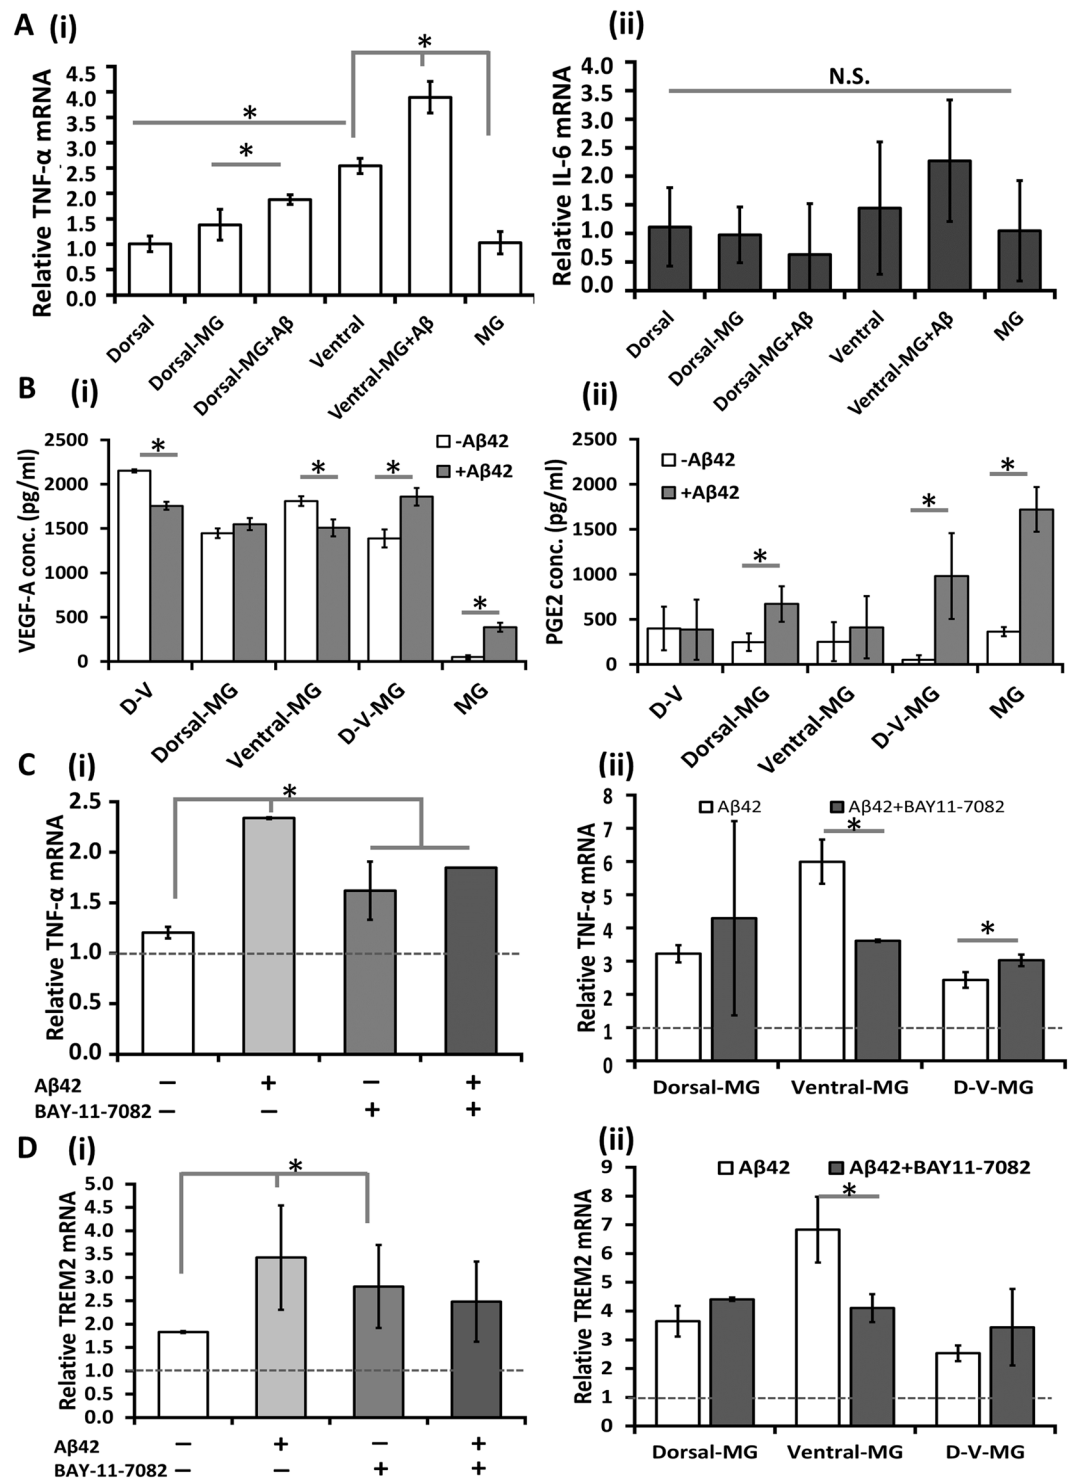 A (i)
*
*
*
Relative TNF-α mRNA
4.5
4.0
3.5
3.0
2.5
2.0
1.5
1.0
0.5
0.0
Dorsal
Dorsal-MG
Dorsal-MG+Aβ
Ventral
Ventral-MG+Aβ
MG
(ii)
N.S.
Relative IL-6 mRNA
4.0
3.5
3.0
2.5
2.0
1.5
1.0
0.5
0.0
Dorsal
Dorsal-MG
Dorsal-MG+Aβ
Ventral
Ventral-MG+Aβ
MG
B (i)
VEGF-A conc. (pg/ml)
2500
2000
1500
1000
500
0
-Aβ42
+Aβ42
*
*
*
*
D-V
Dorsal-MG
Ventral-MG
D-V-MG
MG
(ii)
PGE2 conc. (pg/ml)
2500
2000
1500
1000
500
0
-Aβ42
+Aβ42
*
*
*
D-V
Dorsal-MG
Ventral-MG
D-V-MG
MG
C (i)
*
Relative TNF-α mRNA
2.5
2.0
1.5
1.0
0.5
0.0
Aβ42 – + – +
BAY-11-7082 – – + +
(ii)
Aβ42 Aβ42+BAY11-7082
*
*
Relative TNF-α mRNA
8
7
6
5
4
3
2
1
0
Dorsal-MG Ventral-MG D-V-MG
D (i)
*
Relative TREM2 mRNA
5.0
4.5
4.0
3.5
3.0
2.5
2.0
1.5
1.0
0.5
0.0
Aβ42 – + – +
BAY-11-7082 – – + +
(ii)
Aβ42 Aβ42+BAY11-7082
*
Relative TREM2 mRNA
9
8
7
6
5
4
3
2
1
0
Dorsal-MG Ventral-MG D-V-MG